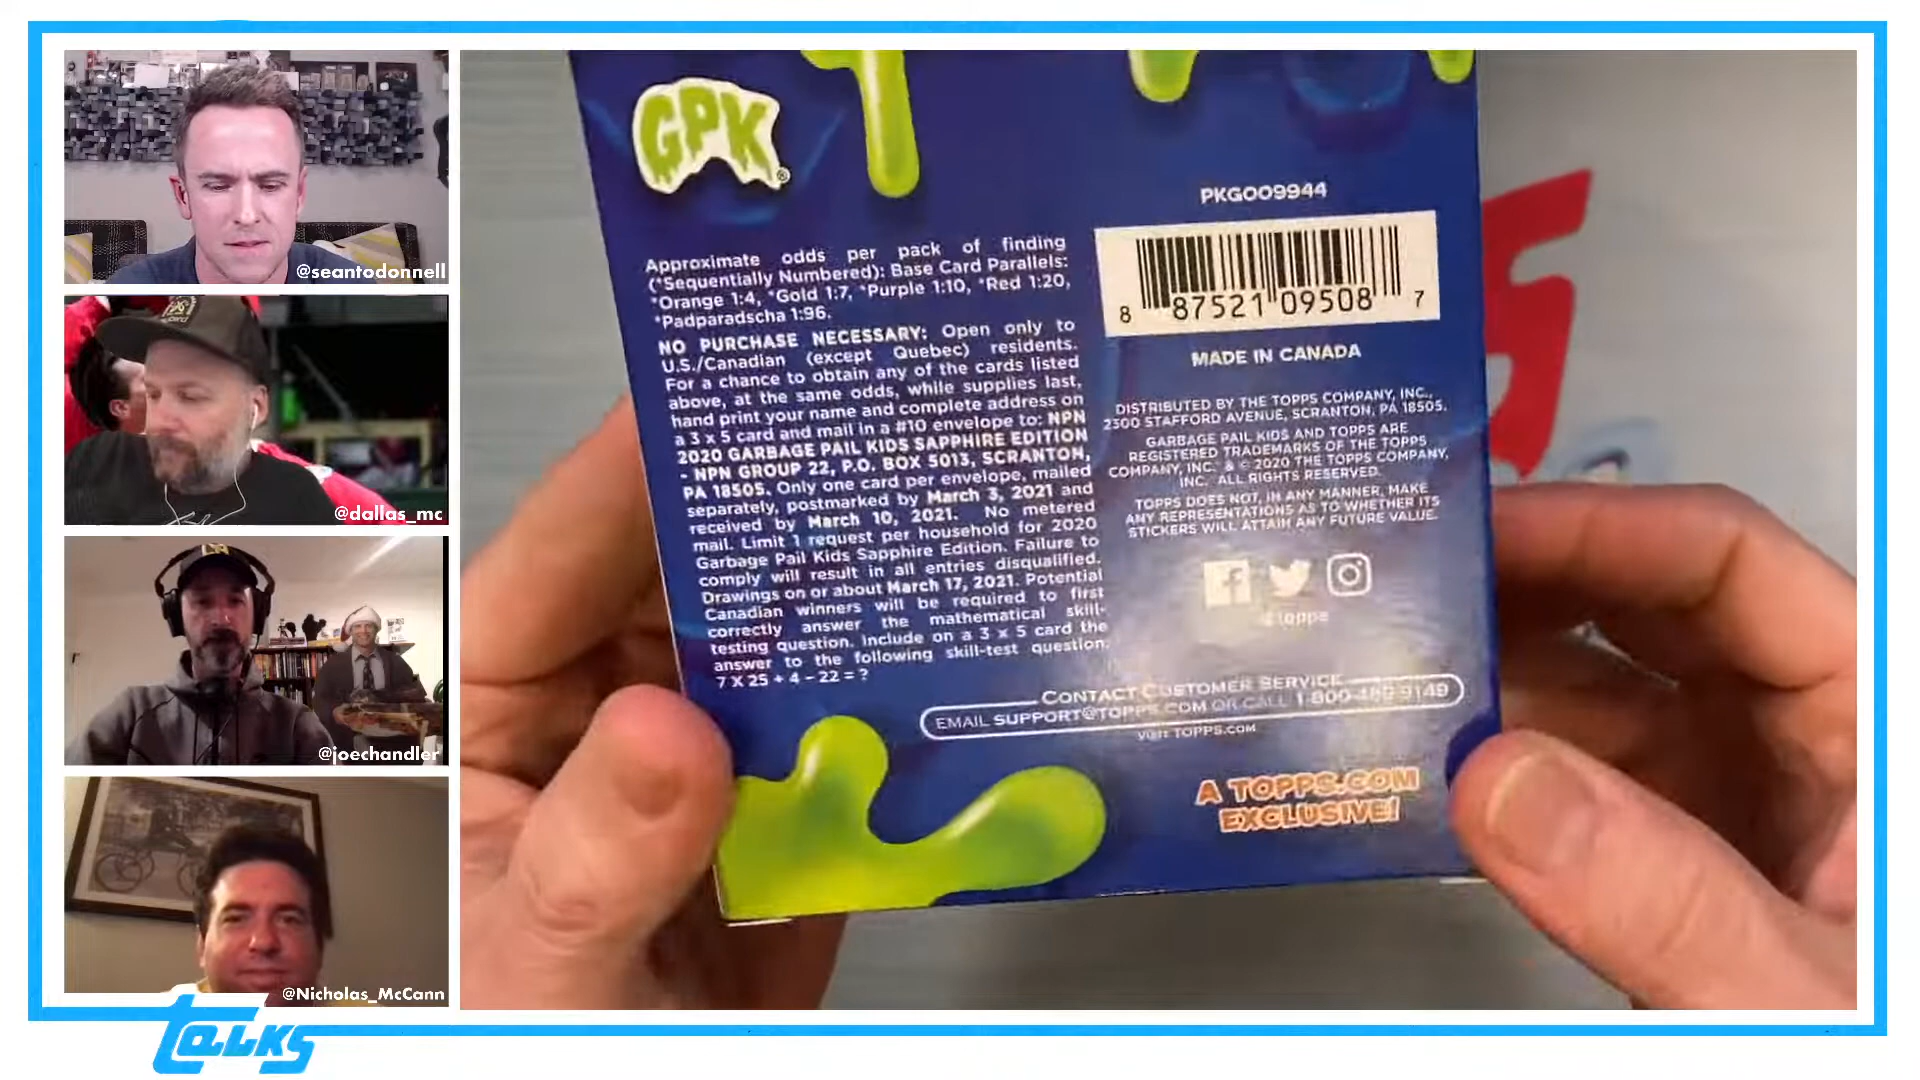 @seantodonnell
@dallas_mc
@joechandler
@Nicholas_McCann
TALKS
GPK®
Approximate odds per pack of finding
(*Sequentially Numbered): Base Card Parallels:
*Orange 1:4, *Gold 1:7, *Purple 1:10, *Red 1:20,
*Padparadscha 1:96.
NO PURCHASE NECESSARY: Open only to
U.S./Canadian (except Quebec) residents.
For a chance to obtain any of the cards listed
above, at the same odds, while supplies last,
hand print your name and complete address on
a 3 x 5 card and mail in a #10 envelope to: NPN
2020 GARBAGE PAIL KIDS SAPPHIRE EDITION
- NPN GROUP 22, P.O. BOX 5013, SCRANTON,
PA 18505. Only one card per envelope, mailed
separately, postmarked by March 3, 2021 and
received by March 10, 2021. No metered
mail. Limit 1 request per household for 2020
Garbage Pail Kids Sapphire Edition. Failure to
comply will result in all entries disqualified.
Drawings on or about March 17, 2021. Potential
Canadian winners will be required to first
correctly answer the mathematical skill-
testing question. Include on a 3 x 5 card the
answer to the following skill-test question:
7 X 25 + 4 - 22 = ?
PKG009944
8 87521 09508 7
MADE IN CANADA
DISTRIBUTED BY THE TOPPS COMPANY, INC.,
2300 STAFFORD AVENUE, SCRANTON, PA 18505.
GARBAGE PAIL KIDS AND TOPPS ARE
REGISTERED TRADEMARKS OF THE TOPPS
COMPANY, INC. & © 2020 THE TOPPS COMPANY,
INC. ALL RIGHTS RESERVED.
TOPPS DOES NOT, IN ANY MANNER, MAKE
ANY REPRESENTATIONS AS TO WHETHER ITS
STICKERS WILL ATTAIN ANY FUTURE VALUE.
topps
CONTACT CUSTOMER SERVICE
EMAIL SUPPORT@TOPPS.COM OR CALL 1-800-489-9149
VISIT TOPPS.COM
A TOPPS.COM
EXCLUSIVE!